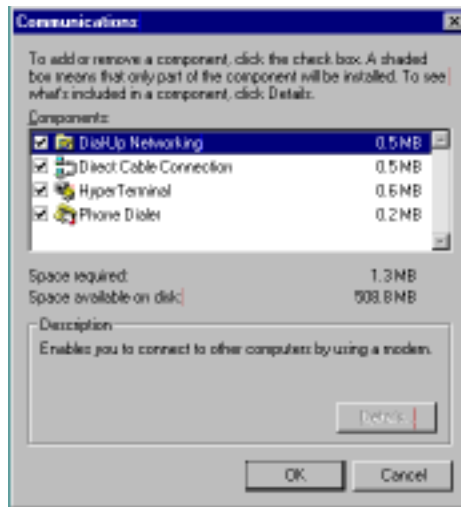 Communications
To add or remove a component, click the check box. A shaded
box means that only part of the component will be installed. To see
what's included in a component, click Details.
Components:
Dial-Up Networking 0.5 MB
Direct Cable Connection 0.5 MB
HyperTerminal 0.6 MB
Phone Dialer 0.2 MB
Space required: 1.3 MB
Space available on disk: 508.8 MB
Description
Enables you to connect to other computers by using a modem.
Details...
OK
Cancel